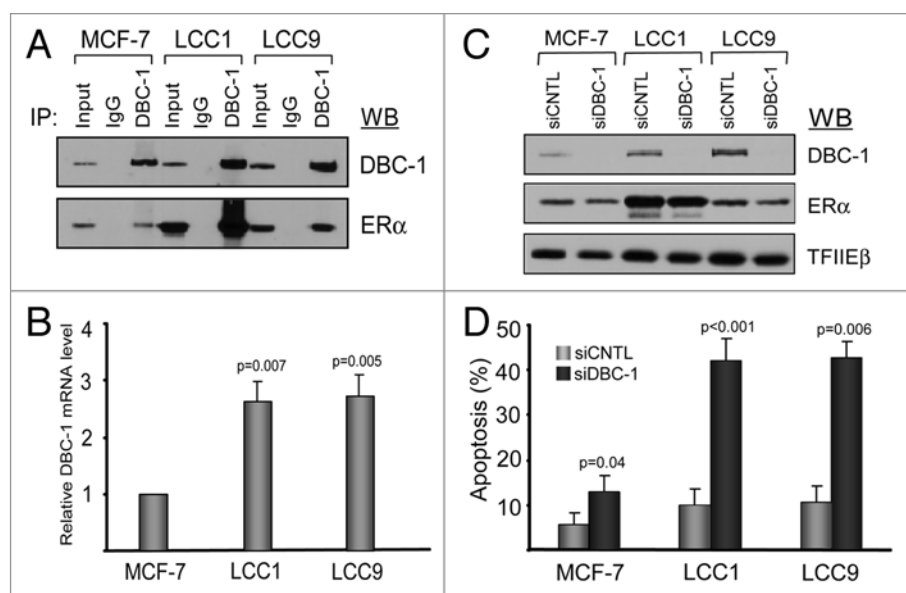 A
MCF-7 LCC1 LCC9
IP: Input IgG DBC-1 Input IgG DBC-1 Input IgG DBC-1 WB
DBC-1
ERα
B
Relative DBC-1 mRNA level
4
3
2
1
p=0.007 p=0.005
MCF-7 LCC1 LCC9
C
MCF-7 LCC1 LCC9
siCNTL siDBC-1 siCNTL siDBC-1 siCNTL siDBC-1 WB
DBC-1
ERα
TFIIEβ
D
Apoptosis (%)
50
40
30
20
10
siCNTL
siDBC-1
p=0.04 p<0.001 p=0.006
MCF-7 LCC1 LCC9